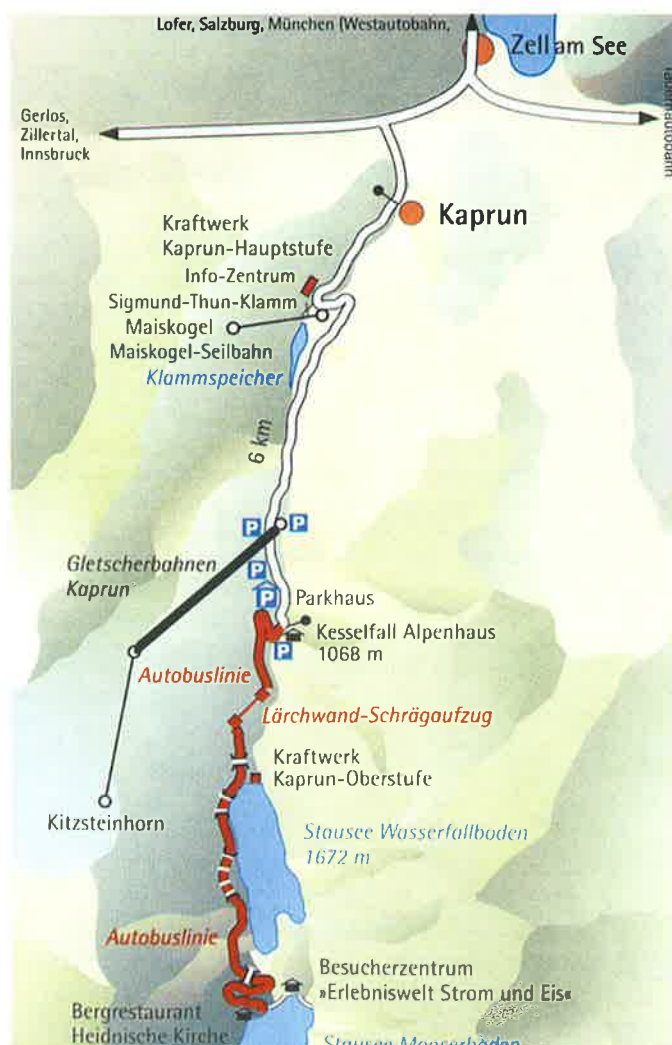 Lofer, Salzburg, München (Westautobahn,
Zell am See
Gerlos,
Zillertal,
Innsbruck
Kaprun
Kraftwerk
Kaprun-Hauptstufe
Info-Zentrum
Sigmund-Thun-Klamm
Maiskogel
Maiskogel-Seilbahn
Klammspeicher
6 km
P
P
Gletscherbahnen
Kaprun
P
P
Parkhaus
Kesselfall Alpenhaus
1068 m
P
Autobuslinie
Lärchwand-Schrägaufzug
Kraftwerk
Kaprun-Oberstufe
Kitzsteinhorn
Stausee Wasserfallboden
1672 m
Autobuslinie
Besucherzentrum
»Erlebniswelt Strom und Eis«
Bergrestaurant
Heidnische Kirche
Stausee Mooserboden